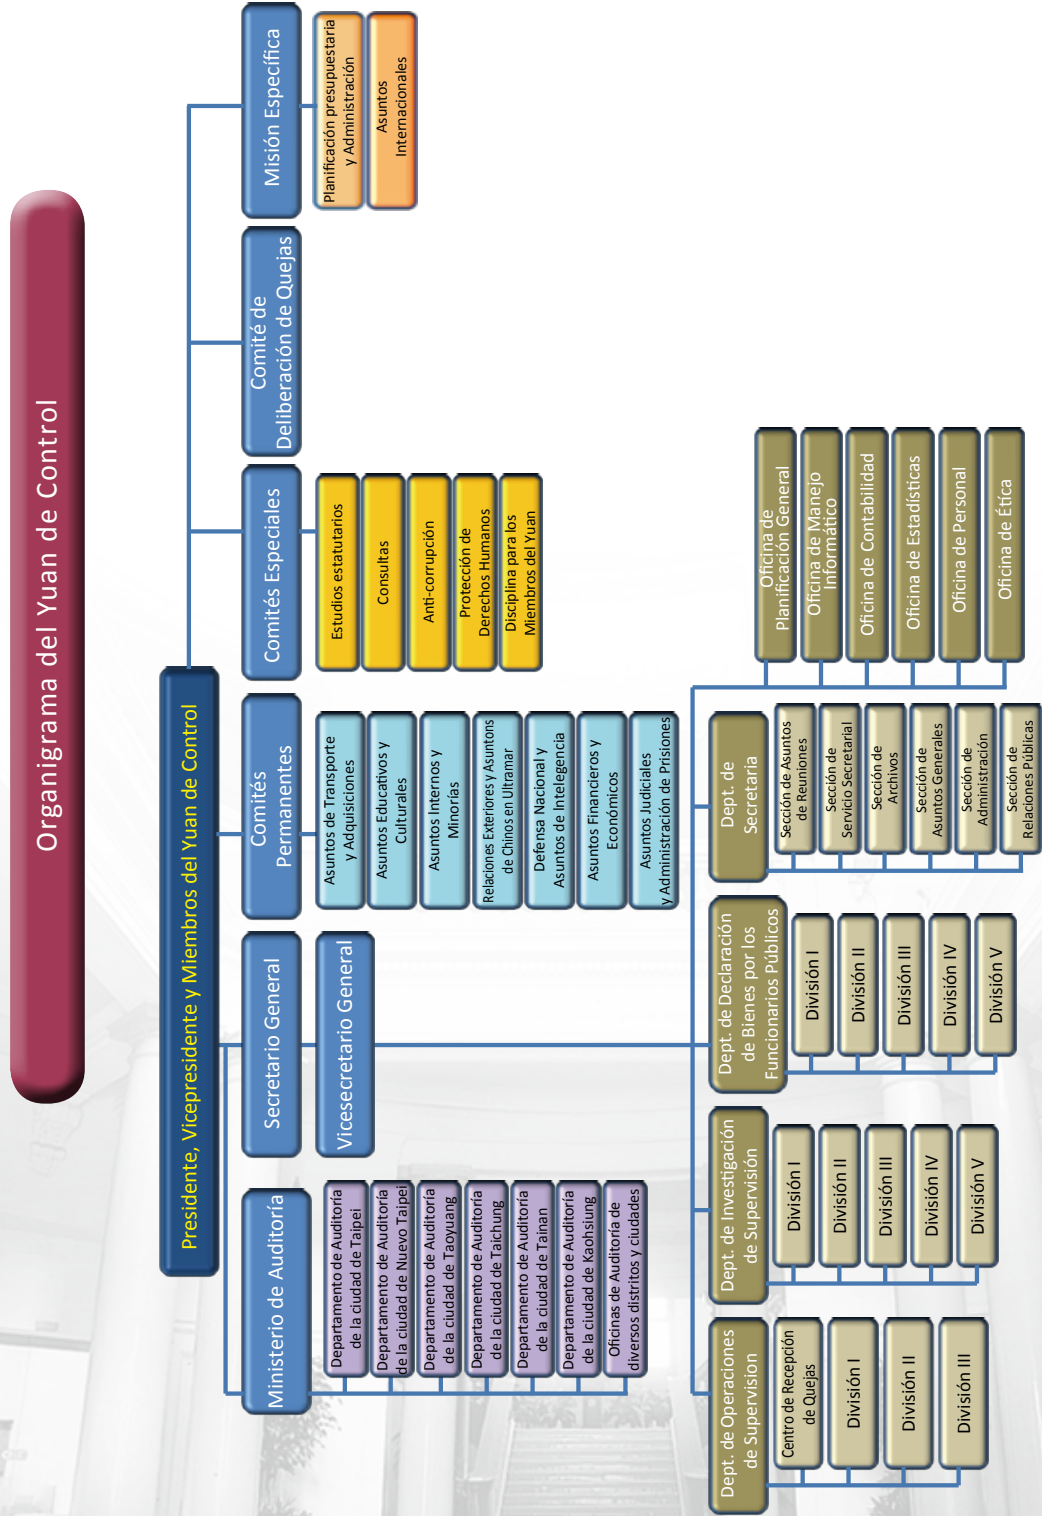 Organigrama del Yuan de Control
Presidente, Vicepresidente y Miembros del Yuan de Control
Ministerio de Auditoría
Departamento de Auditoría
de la ciudad de Taipei
Departamento de Auditoría
de la ciudad de Nuevo Taipei
Departamento de Auditoría
de la ciudad de Taoyuang
Departamento de Auditoría
de la ciudad de Taichung
Departamento de Auditoría
de la ciudad de Tainan
Departamento de Auditoría
de la ciudad de Kaohsiung
Oficinas de Auditoría de
diversos distritos y ciudades
Secretario General
Vicesecretario General
Comités
Permanentes
Asuntos de Transporte
y Adquisiciones
Asuntos Educativos y
Culturales
Asuntos Internos y
Minorías
Relaciones Exteriores y Asuntons
de Chinos en Ultramar
Defensa Nacional y
Asuntos de Intelegencia
Asuntos Financieros y
Económicos
Asuntos Judiciales
y Administración de Prisiones
Comités Especiales
Estudios estatutarios
Consultas
Anti-corrupción
Protección de
Derechos Humanos
Disciplina para los
Miembros del Yuan
Comité de
Deliberación de Quejas
Misión Específica
Planificación presupuestaria
y Administración
Asuntos
Internacionales
Dept. de Operaciones
de Supervision
Centro de Recepción
de Quejas
División I
División II
División III
Dept. de Investigación
de Supervisión
División I
División II
División III
División IV
División V
Dept. de Declaración
de Bienes por los
Funcionarios Públicos
División I
División II
División III
División IV
División V
Dept. de
Secretaria
Sección de Asuntos
de Reuniones
Sección de
Servicio Secretarial
Sección de
Archivos
Sección de
Asuntos Generales
Sección de
Administración
Sección de
Relaciones Públicas
Oficina de
Planificación General
Oficina de Manejo
Informático
Oficina de Contabilidad
Oficina de Estadísticas
Oficina de Personal
Oficina de Ética